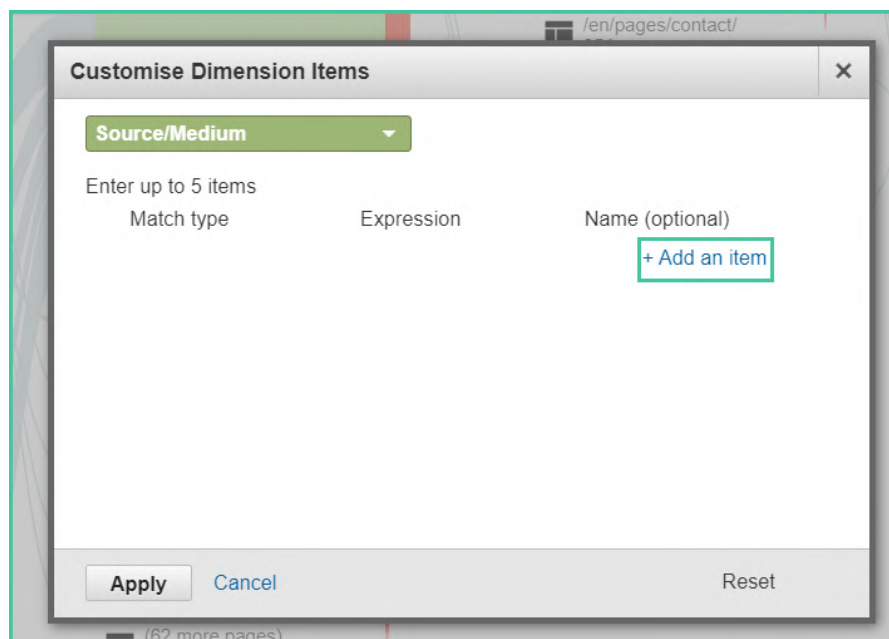 /en/pages/contact/
Customise Dimension Items
Source/Medium
Enter up to 5 items
Match type Expression Name (optional)
+ Add an item
Apply Cancel Reset
(62 more pages)